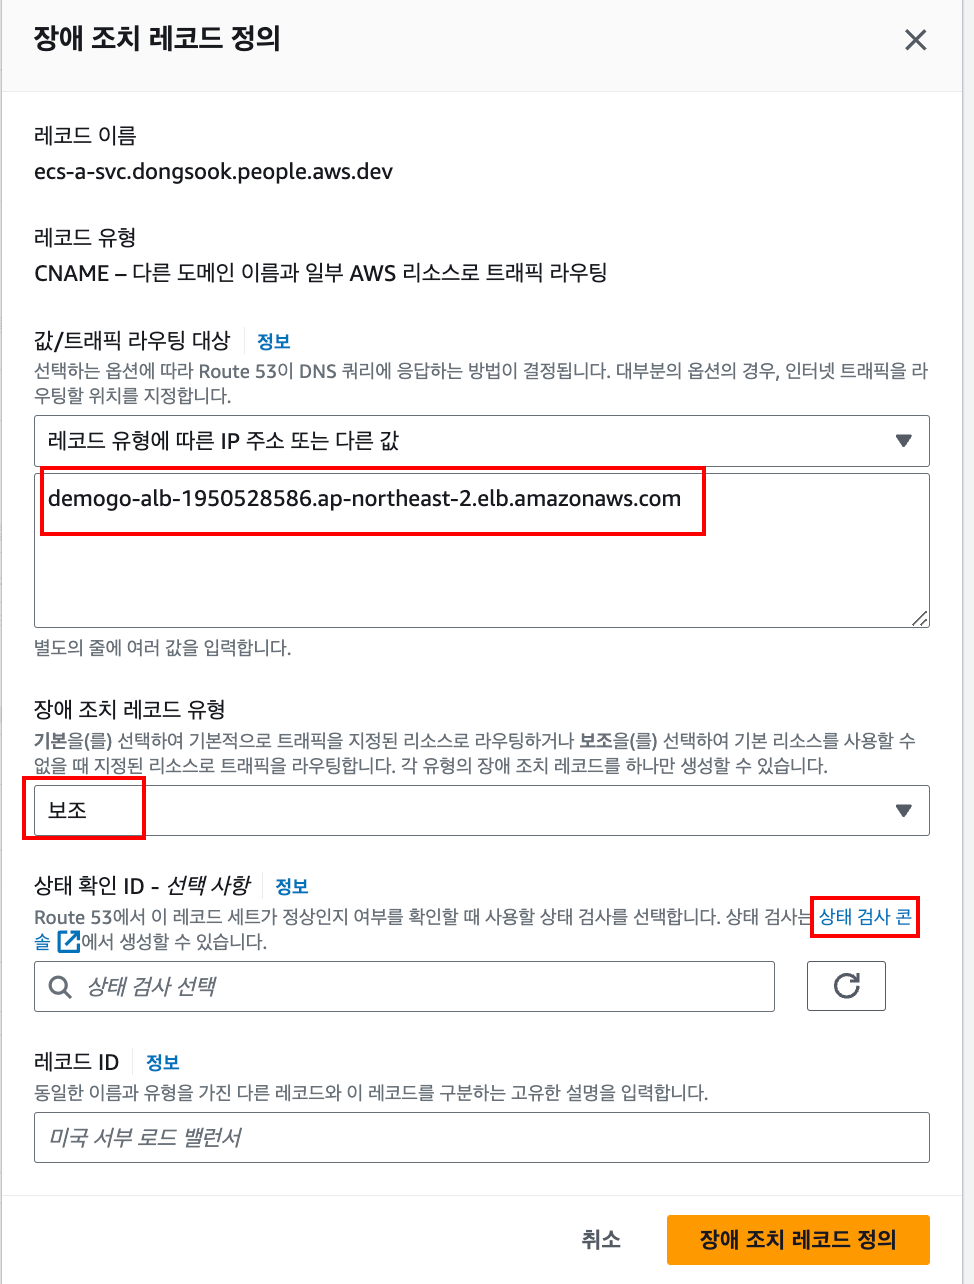 장애 조치 레코드 정의
레코드 이름
ecs-a-svc.dongsook.people.aws.dev
레코드 유형
CNAME – 다른 도메인 이름과 일부 AWS 리소스로 트래픽 라우팅
값/트래픽 라우팅 대상 정보
선택하는 옵션에 따라 Route 53이 DNS 쿼리에 응답하는 방법이 결정됩니다. 대부분의 옵션의 경우, 인터넷 트래픽을 라
우팅할 위치를 지정합니다.
레코드 유형에 따른 IP 주소 또는 다른 값
demogo-alb-1950528586.ap-northeast-2.elb.amazonaws.com
별도의 줄에 여러 값을 입력합니다.
장애 조치 레코드 유형
기본을(를) 선택하여 기본적으로 트래픽을 지정된 리소스로 라우팅하거나 보조을(를) 선택하여 기본 리소스를 사용할 수
없을 때 지정된 리소스로 트래픽을 라우팅합니다. 각 유형의 장애 조치 레코드를 하나만 생성할 수 있습니다.
보조
상태 확인 ID - 선택 사항 정보
Route 53에서 이 레코드 세트가 정상인지 여부를 확인할 때 사용할 상태 검사를 선택합니다. 상태 검사는 상태 검사 콘
솔 에서 생성할 수 있습니다.
상태 검사 선택
레코드 ID 정보
동일한 이름과 유형을 가진 다른 레코드와 이 레코드를 구분하는 고유한 설명을 입력합니다.
미국 서부 로드 밸런서
취소 장애 조치 레코드 정의